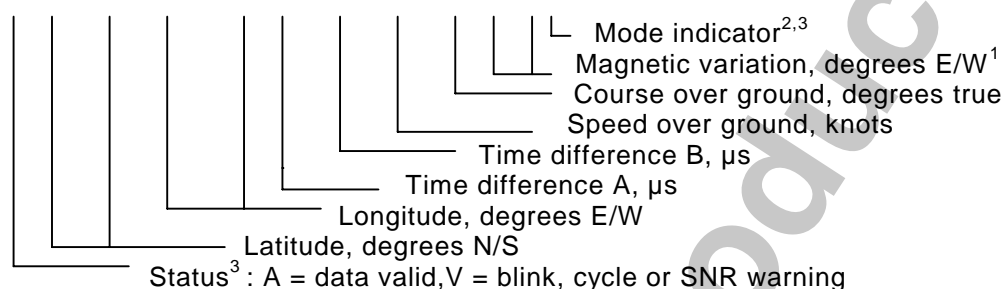 Mode indicator2,3
Magnetic variation, degrees E/W1
Course over ground, degrees true
Speed over ground, knots
Time difference B, µs
Time difference A, µs
Longitude, degrees E/W
Latitude, degrees N/S
Status3 : A = data valid,V = blink, cycle or SNR warning
oduc